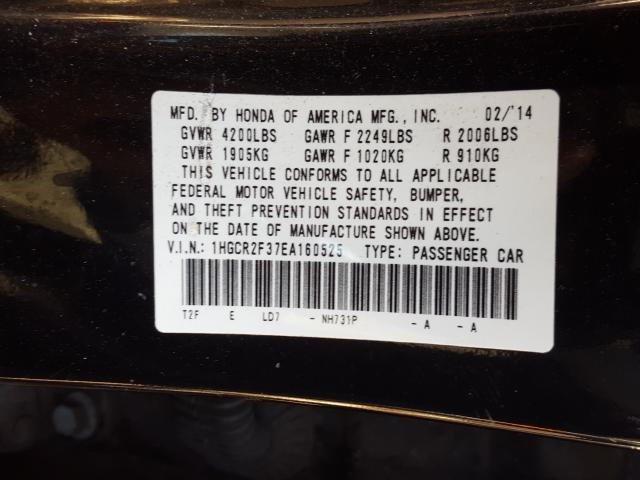 MFD. BY HONDA OF AMERICA MFG., INC. 02/'14
GVWR 4200LBS GAWR F 2249LBS R 2006LBS
GVWR 1905KG GAWR F 1020KG R 910KG
THIS VEHICLE CONFORMS TO ALL APPLICABLE
FEDERAL MOTOR VEHICLE SAFETY, BUMPER,
AND THEFT PREVENTION STANDARDS IN EFFECT
ON THE DATE OF MANUFACTURE SHOWN ABOVE.
V.I.N.: 1HGCR2F37EA160525 TYPE: PASSENGER CAR
T2F E LD7 - NH731P - A - A